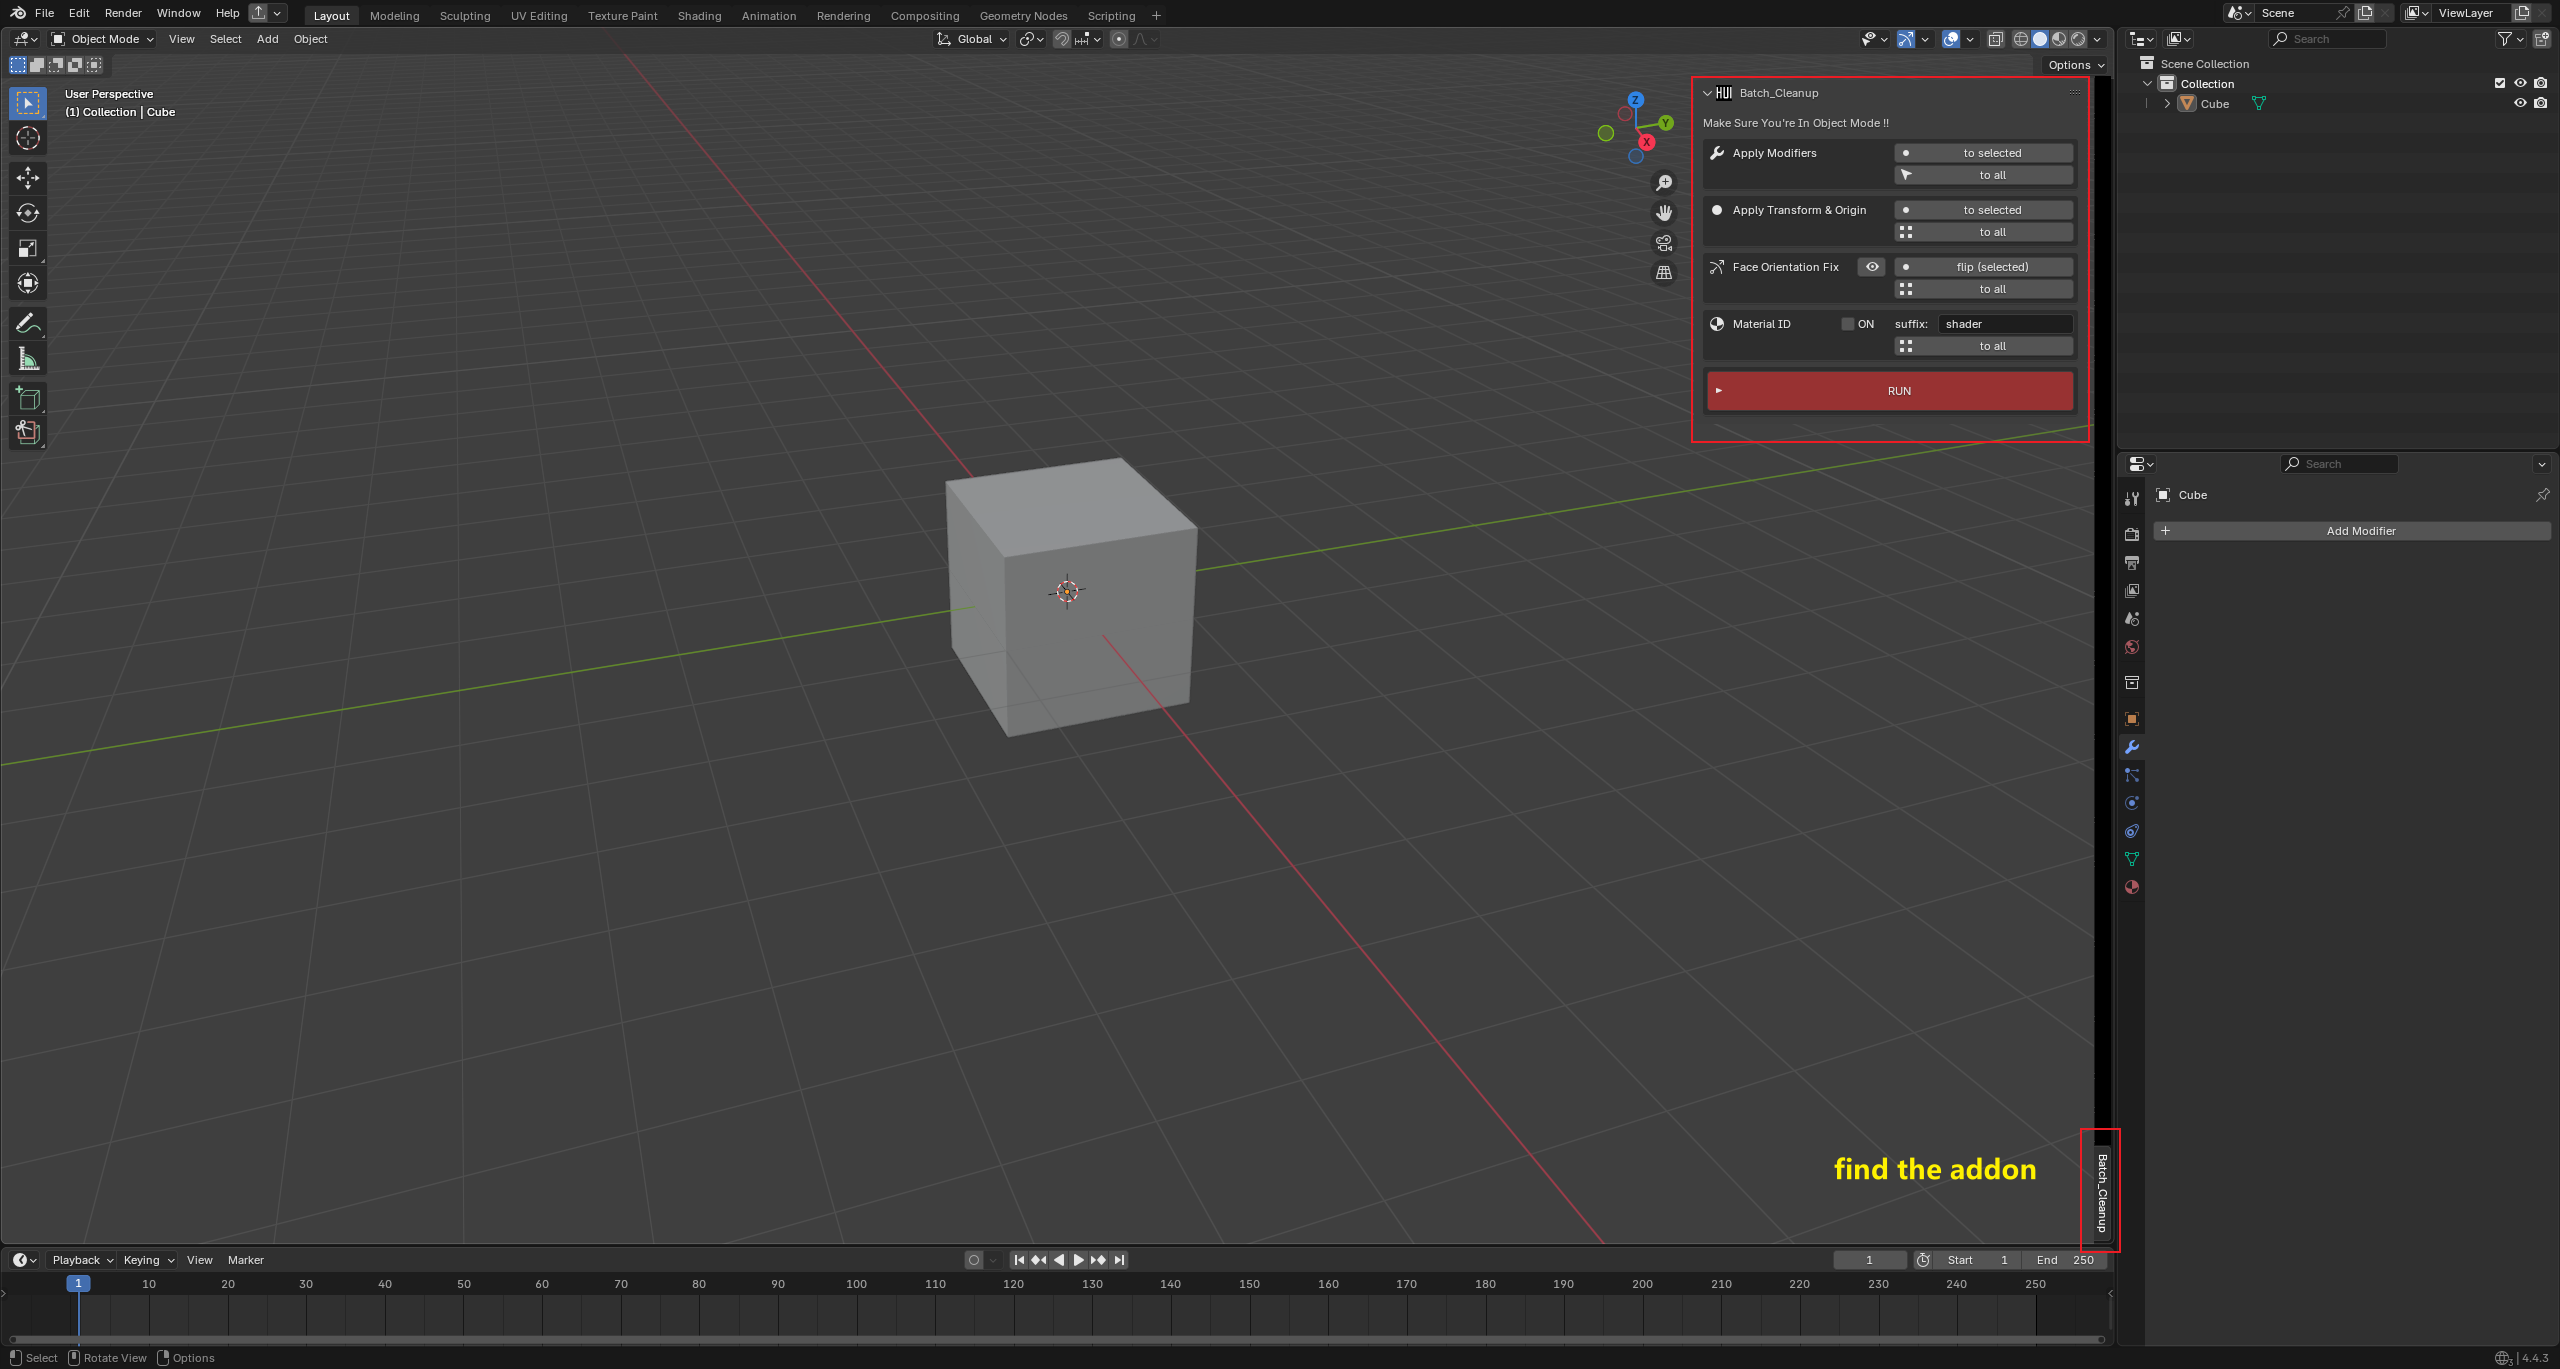 File Edit Render Window Help
Layout Modeling Sculpting UV Editing Texture Paint Shading Animation Rendering Compositing Geometry Nodes Scripting +
Scene
ViewLayer
Object Mode View Select Add Object
Global
Search
Options
User Perspective
(1) Collection | Cube
Z
Y
X
HUI Batch_Cleanup
Make Sure You're In Object Mode !!
Apply Modifiers to selected
to all
Apply Transform & Origin to selected
to all
Face Orientation Fix flip (selected)
to all
Material ID ON suffix: shader
to all
RUN
Scene Collection
Collection
Cube
Search
Cube
+ Add Modifier
find the addon
Batch_Cleanup
Playback Keying View Marker
1 Start 1 End 250
1 10 20 30 40 50 60 70 80 90 100 110 120 130 140 150 160 170 180 190 200 210 220 230 240 250
Select Rotate View Options
3 | 4.4.3